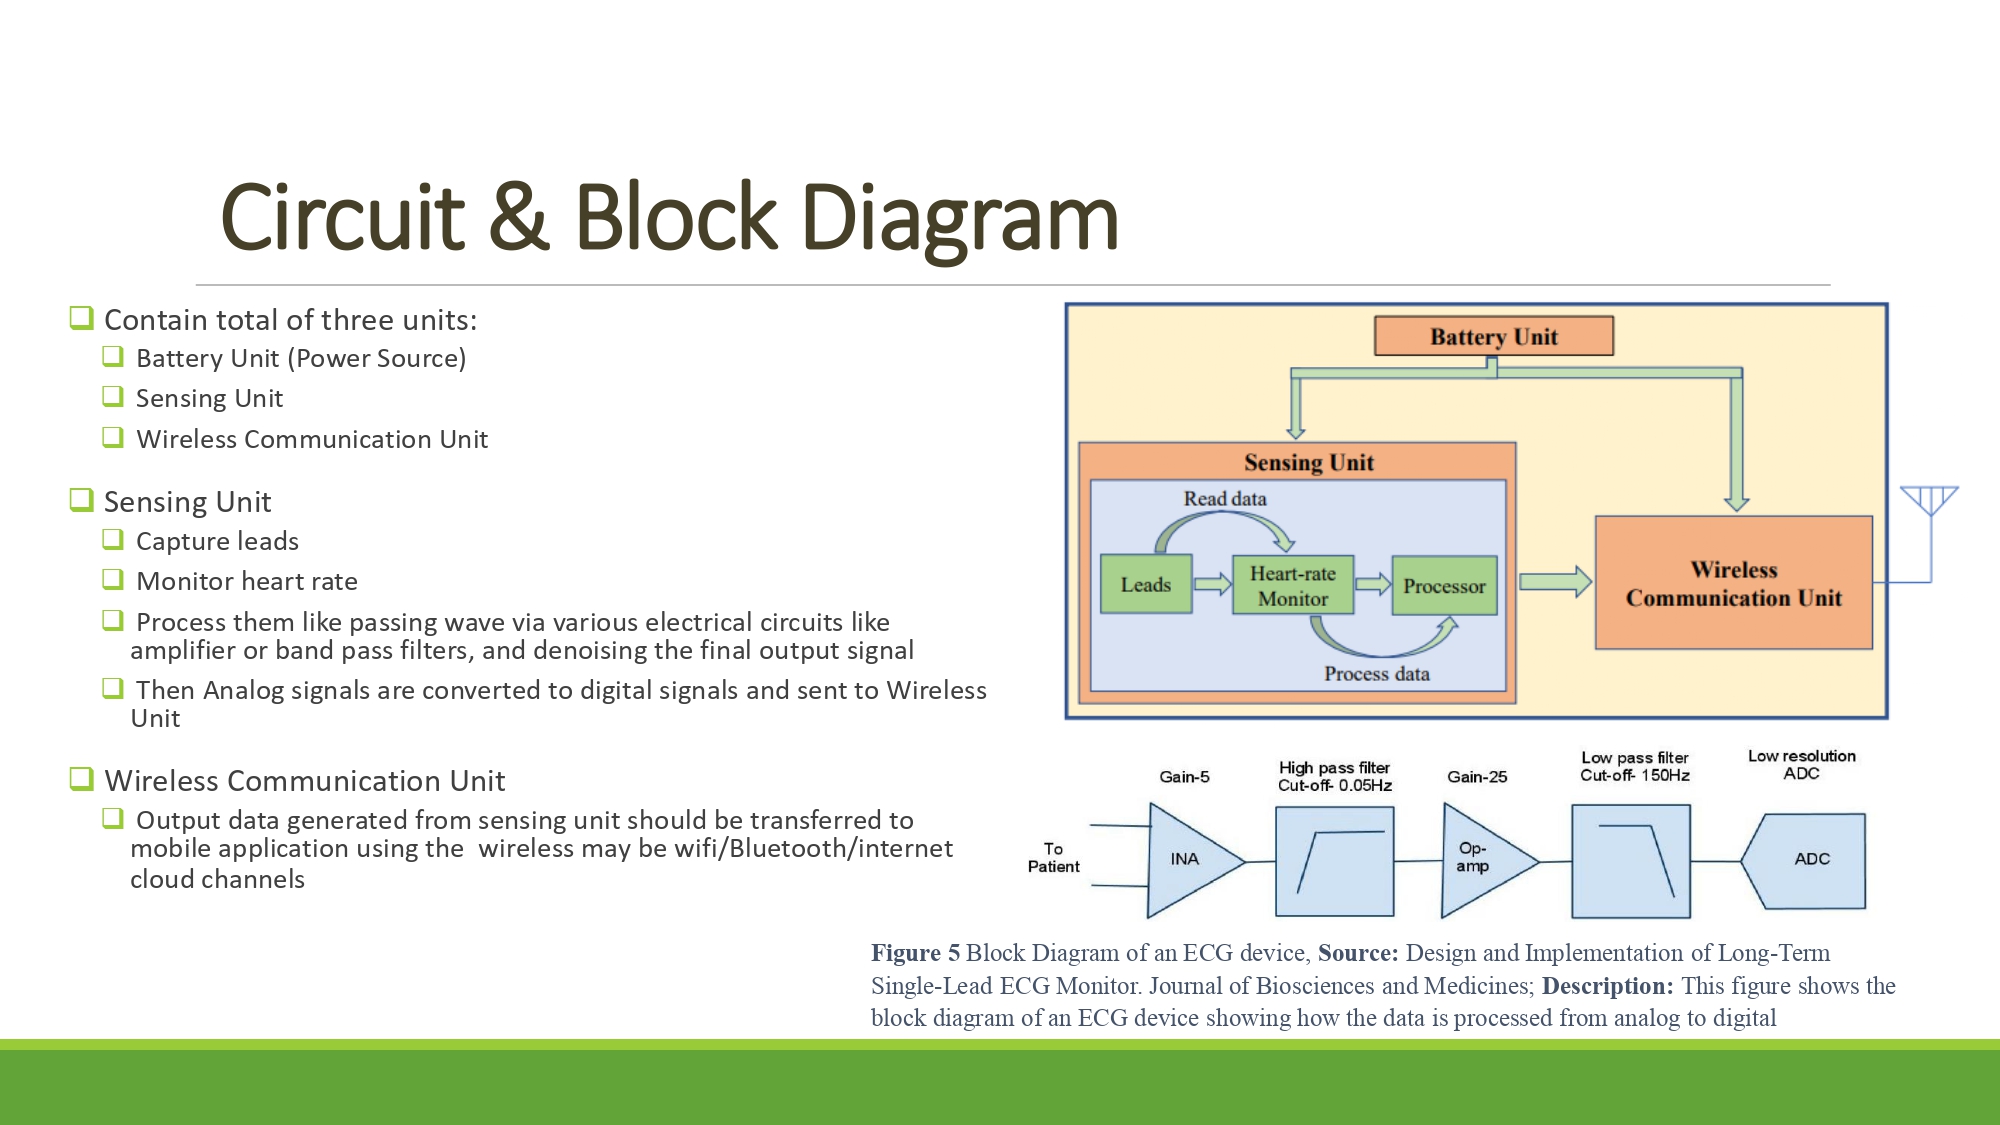 Circuit & Block Diagram
Contain total of three units:
Battery Unit (Power Source)
Sensing Unit
Wireless Communication Unit
Sensing Unit
Capture leads
Monitor heart rate
Process them like passing wave via various electrical circuits like
amplifier or band pass filters, and denoising the final output signal
Then Analog signals are converted to digital signals and sent to Wireless
Unit
Wireless Communication Unit
Output data generated from sensing unit should be transferred to
mobile application using the  wireless may be wifi/Bluetooth/internet
cloud channels
Battery Unit
Sensing Unit
Read data
Leads
Heart-rate
Monitor
Processor
Process data
Wireless
Communication Unit
To
Patient
Gain-5
INA
High pass filter
Cut-off- 0.05Hz
Gain-25
Op-
amp
Low pass filter
Cut-off- 150Hz
Low resolution
ADC
ADC
Figure 5 Block Diagram of an ECG device, Source: Design and Implementation of Long-Term
Single-Lead ECG Monitor. Journal of Biosciences and Medicines; Description: This figure shows the
block diagram of an ECG device showing how the data is processed from analog to digital